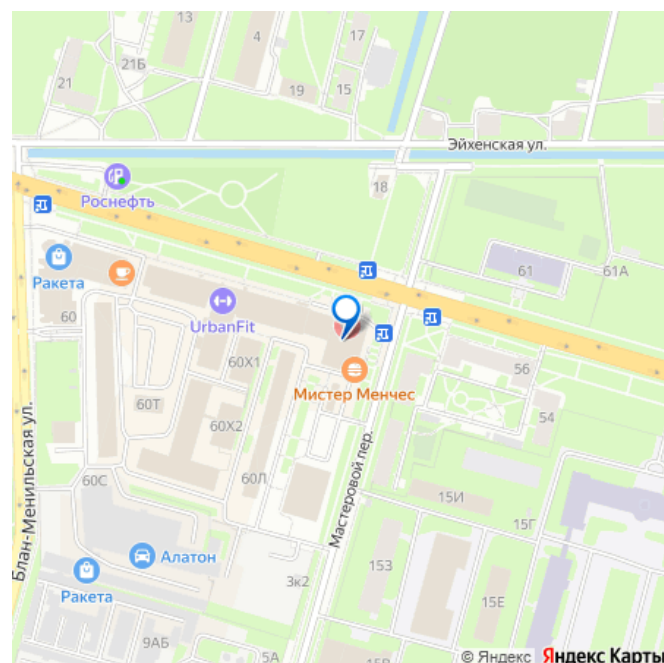 13
4
17
21Б
21
19
15
Эйхенская ул.
18
Роснефть
61
61А
Ракета
UrbanFit
60
60Х1
56
Мистер Менчес
60Т
54
60Х2
Блан-Менильская ул.
Мастеровой пер.
60С
60Л
15И
15Г
Алатон
153
Ракета
3к2
15Е
9АБ
5А
15В
© Яндекс Яндекс Карты